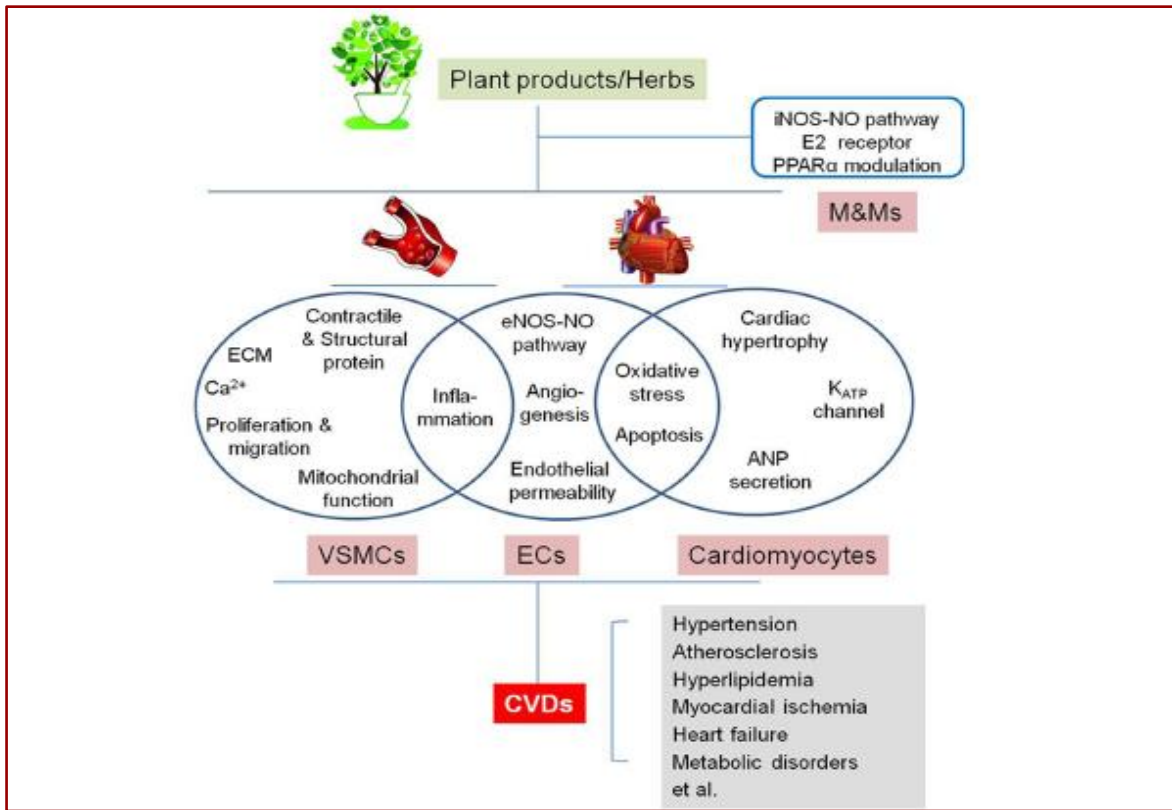 Plant products/Herbs
iNOS-NO pathway
E2 receptor
PPARα modulation
M&Ms
Contractile
& Structural
protein
ECM
Ca²⁺
Proliferation &
migration
Mitochondrial
function
Infla-
mmation
eNOS-NO
pathway
Angio-
genesis
Endothelial
permeability
Oxidative
stress
Apoptosis
Cardiac
hypertrophy
K_ATP
channel
ANP
secretion
VSMCs
ECs
Cardiomyocytes
CVDs
Hypertension
Atherosclerosis
Hyperlipidemia
Myocardial ischemia
Heart failure
Metabolic disorders
et al.